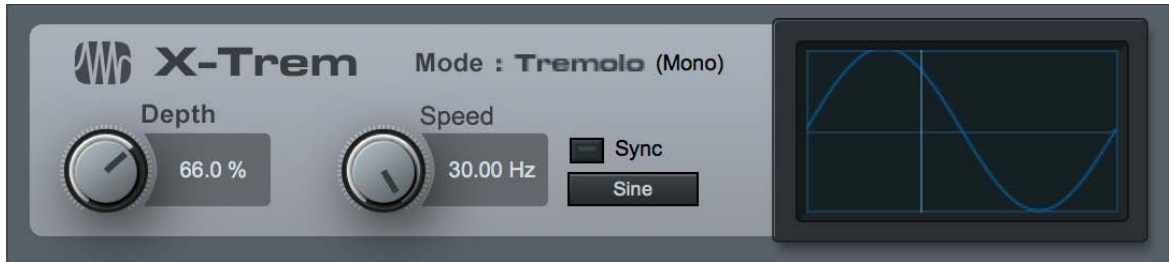 X-Trem
Mode : Tremolo (Mono)
Depth
66.0 %
Speed
30.00 Hz
Sync
Sine